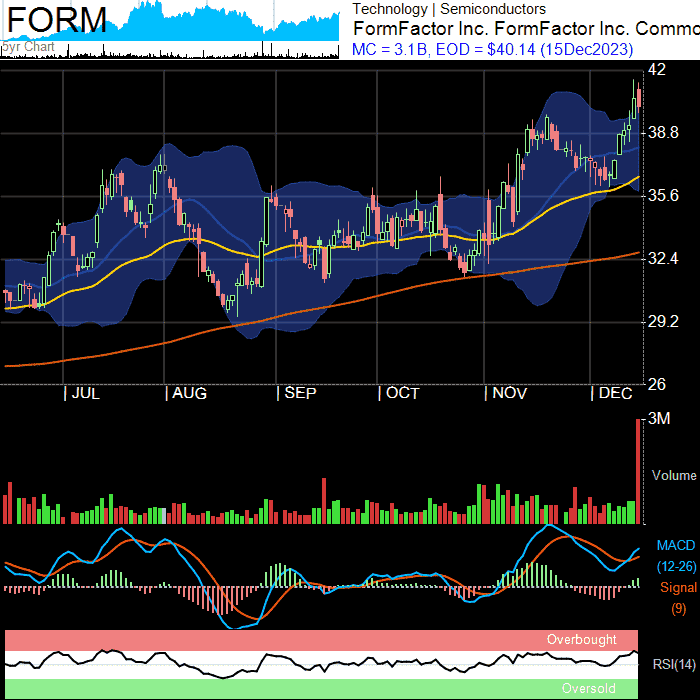 FORM
5yr Chart
Technology | Semiconductors
FormFactor Inc. FormFactor Inc. Commo
MC = 3.1B, EOD = $40.14 (15Dec2023)
42
38.8
35.6
32.4
29.2
26
| JUL | AUG | SEP | OCT | NOV | DEC
3M
Volume
MACD
(12-26)
Signal
(9)
Overbought
RSI(14)
Oversold